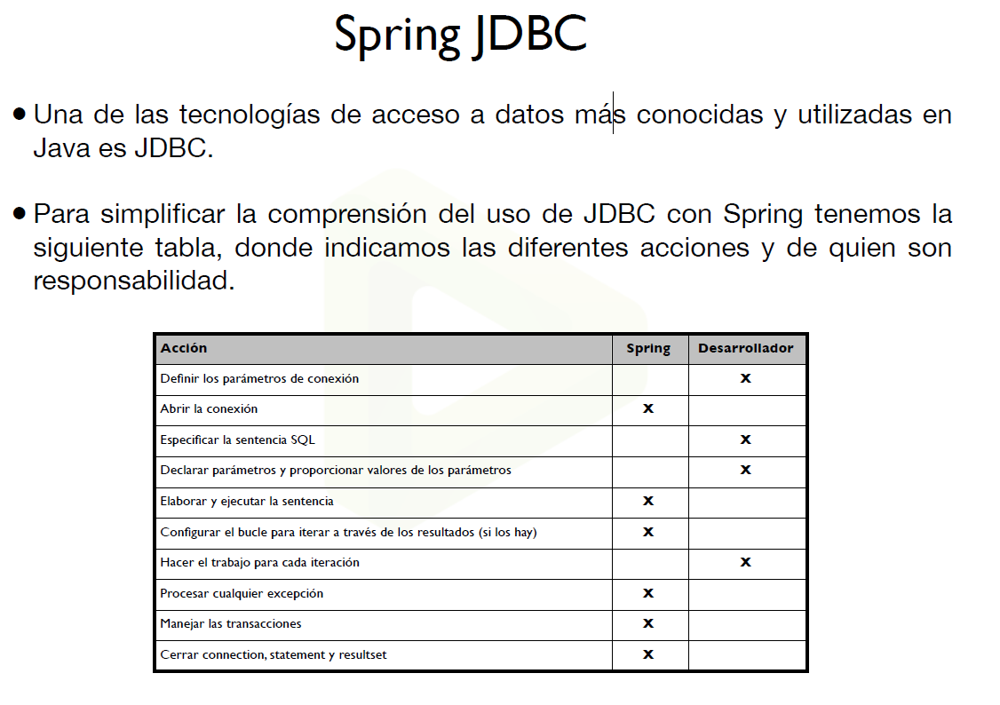 Spring JDBC
• Una de las tecnologías de acceso a datos más conocidas y utilizadas en
Java es JDBC.
• Para simplificar la comprensión del uso de JDBC con Spring tenemos la
siguiente tabla, donde indicamos las diferentes acciones y de quien son
responsabilidad.
Acción Spring Desarrollador
Definir los parámetros de conexión x
Abrir la conexión x
Especificar la sentencia SQL x
Declarar parámetros y proporcionar valores de los parámetros x
Elaborar y ejecutar la sentencia x
Configurar el bucle para iterar a través de los resultados (si los hay) x
Hacer el trabajo para cada iteración x
Procesar cualquier excepción x
Manejar las transacciones x
Cerrar connection, statement y resultset x